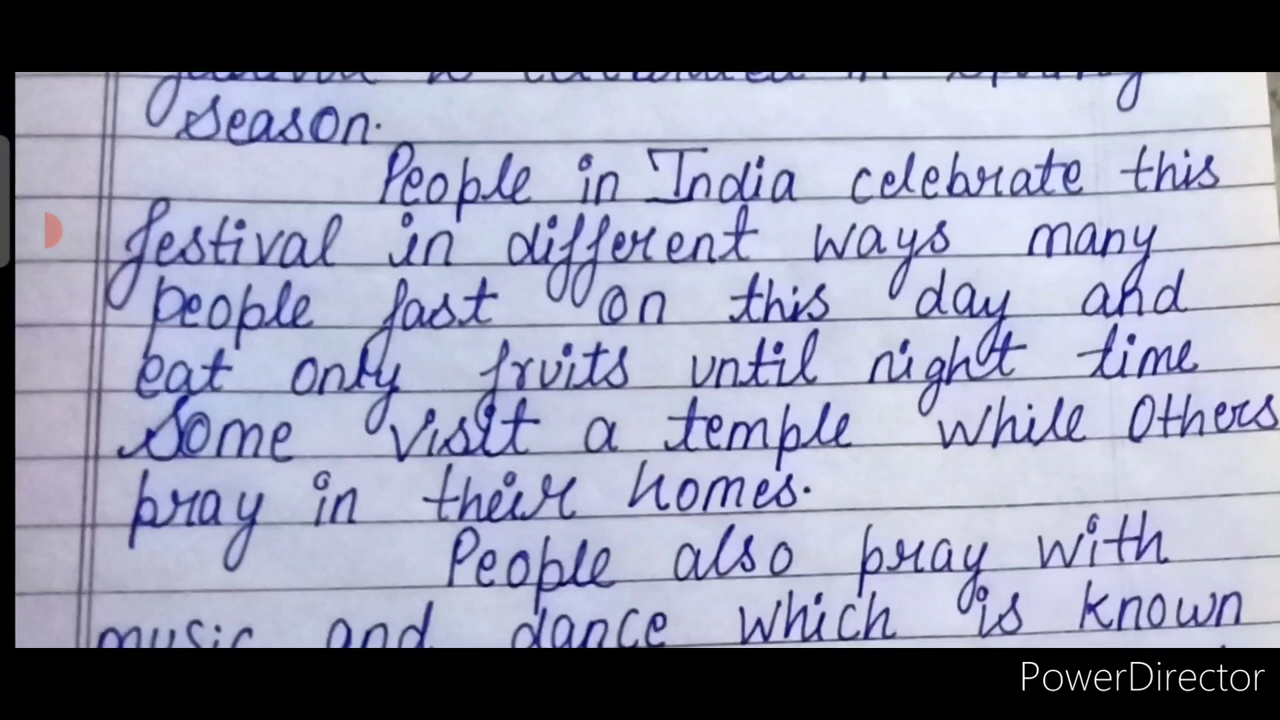 season.
People in India celebrate this
festival in different ways many
people fast on this day and
eat only fruits until night time
Some visit a temple while others
pray in their homes.
People also pray with
music and dance which is known
PowerDirector